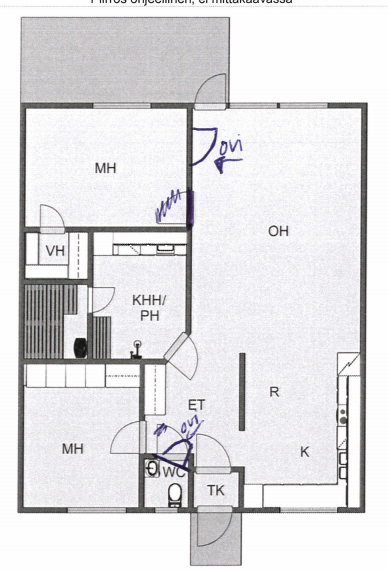 Piirros ohjeellinen, ei mittakaavassa
ovi
MH
OH
VH
KHH/
PH
R
ET
ovi
MH
K
WC
TK